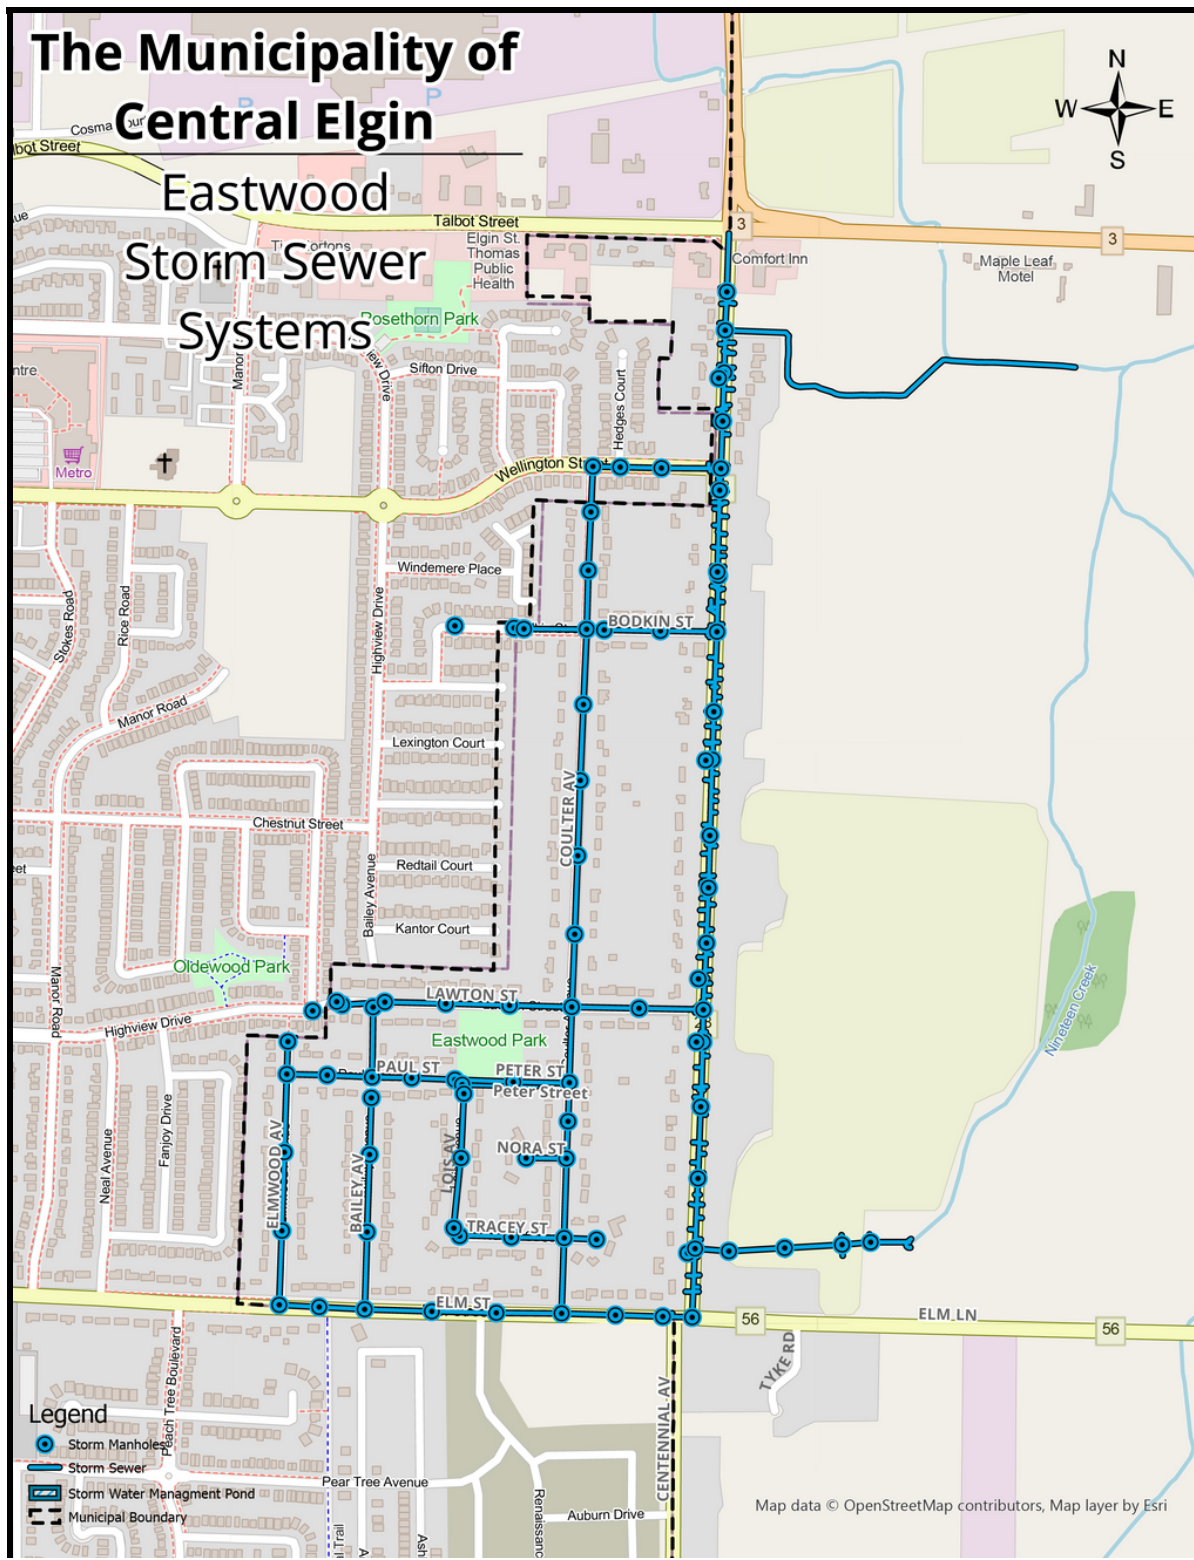 The Municipality of
Central Elgin
Eastwood
Storm Sewer
Systems
N
W E
S
P
P
Talbot Street
Talbot Street
3
3
Elgin St.
Thomas
Public
Health
Comfort Inn
Maple Leaf
Motel
Rosethorn Park
Sifton Drive
Hedges Court
Metro
Wellington
Windemere Place
Highview Drive
Rice Road
Stokes Road
BODKIN ST
Manor Road
Lexington Court
COULTER AV
Chestnut Street
Redtail Court
Bailey Avenue
Kantor Court
Oldewood Park
Manor Road
Highview Drive
LAWTON ST
Eastwood Park
Nineteen Creek
PAUL ST
PETER ST
Peter Street
Fanjoy Drive
Neal Avenue
ELMWOOD AV
BAILEY AV
LOIS AV
NORA ST
TRACEY ST
ELM ST
56
ELM LN
56
TYKE RD
CENTENNIAL AV
Peach Tree Boulevard
Pear Tree Avenue
Auburn Drive
Legend
Storm Manholes
Storm Sewer
Storm Water Managment Pond
Municipal Boundary
Map data © OpenStreetMap contributors, Map layer by Esri